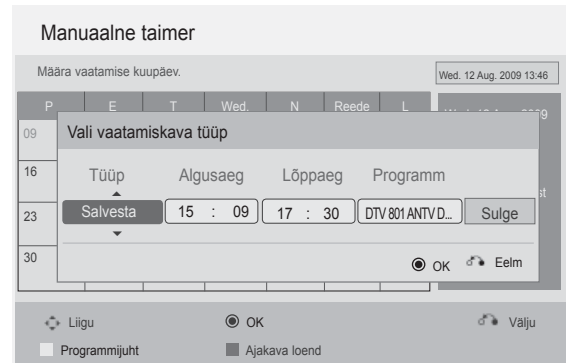 Manuaalne taimer
Määra vaatamise kuupäev.
Wed. 12 Aug. 2009 13:46
P E T Wed. N Reede L
09
Vali vaatamiskava tüüp
16
Tüüp Algusaeg Lõppaeg Programm
23
Salvesta 15 : 09 17 : 30 DTV 801 ANTV D... Sulge
30
OK Eelm
Liigu OK Välju
Programmijuht Ajakava loend